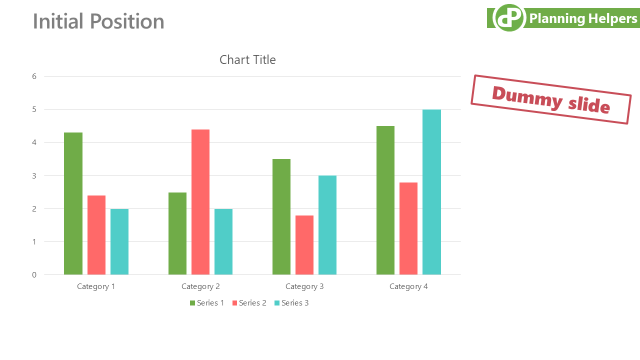 Initial Position
Planning Helpers
Chart Title
Dummy slide
6
5
4
3
2
1
0
Category 1 Category 2 Category 3 Category 4
Series 1 Series 2 Series 3